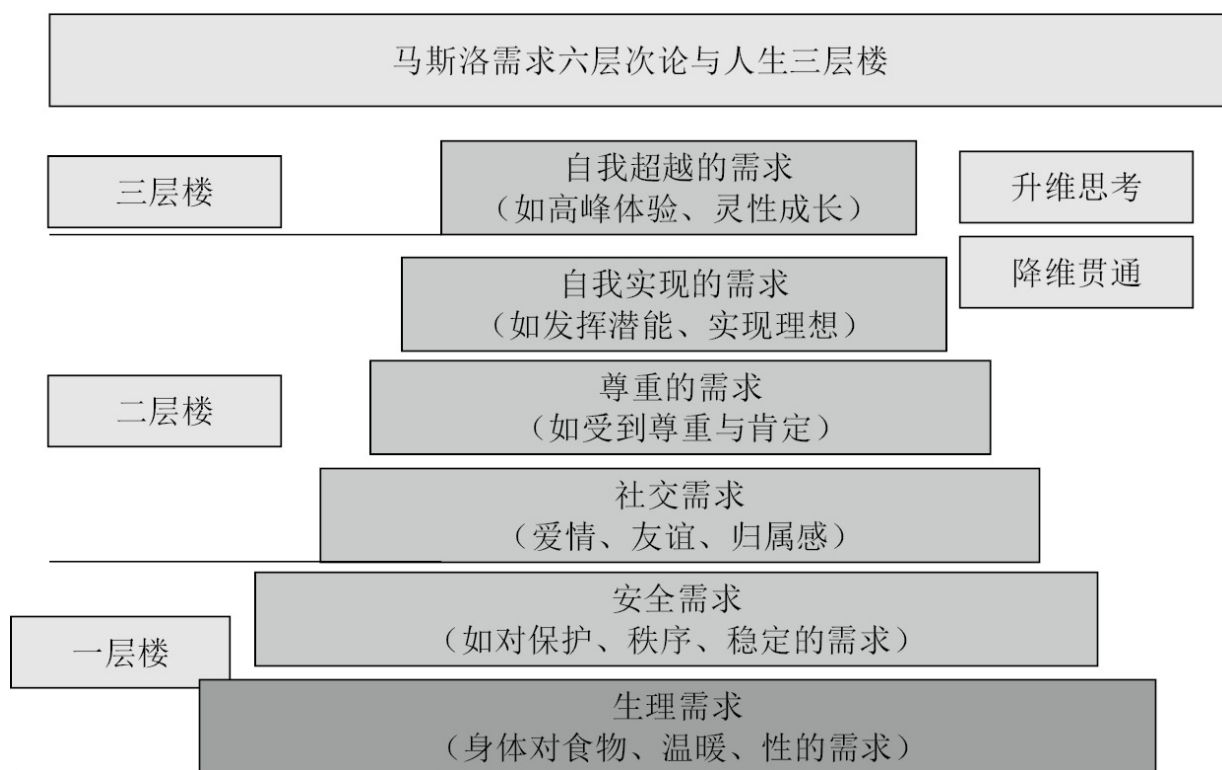 马斯洛需求六层次论与人生三层楼
三层楼
自我超越的需求
（如高峰体验、灵性成长）
升维思考
降维贯通
自我实现的需求
（如发挥潜能、实现理想）
二层楼
尊重的需求
（如受到尊重与肯定）
社交需求
（爱情、友谊、归属感）
安全需求
（如对保护、秩序、稳定的需求）
一层楼
生理需求
（身体对食物、温暖、性的需求）